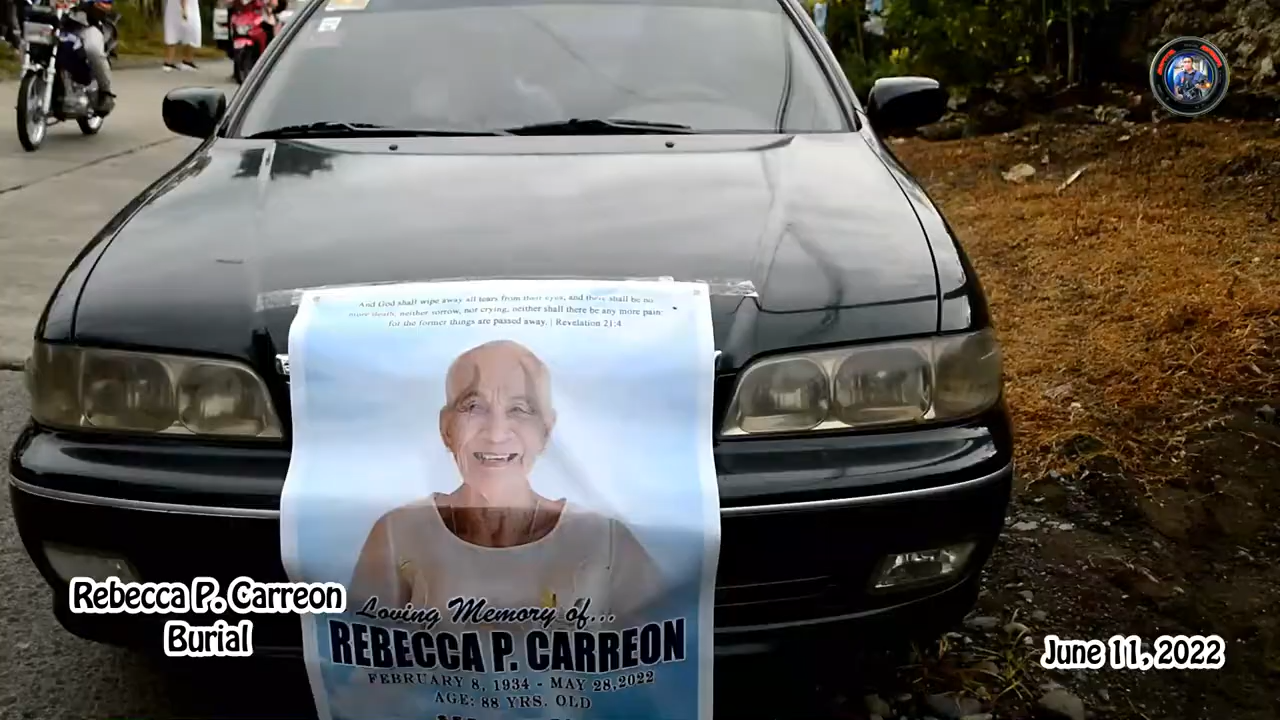 And God shall wipe away all tears from their eyes, and there shall be no
more death, neither sorrow, nor crying, neither shall there be any more pain:
for the former things are passed away. | Revelation 21:4
Loving Memory of...
REBECCA P. CARREON
FEBRUARY 8, 1934 - MAY 28,2022
AGE: 88 YRS. OLD
Rebecca P. Carreon
Burial
June 11, 2022